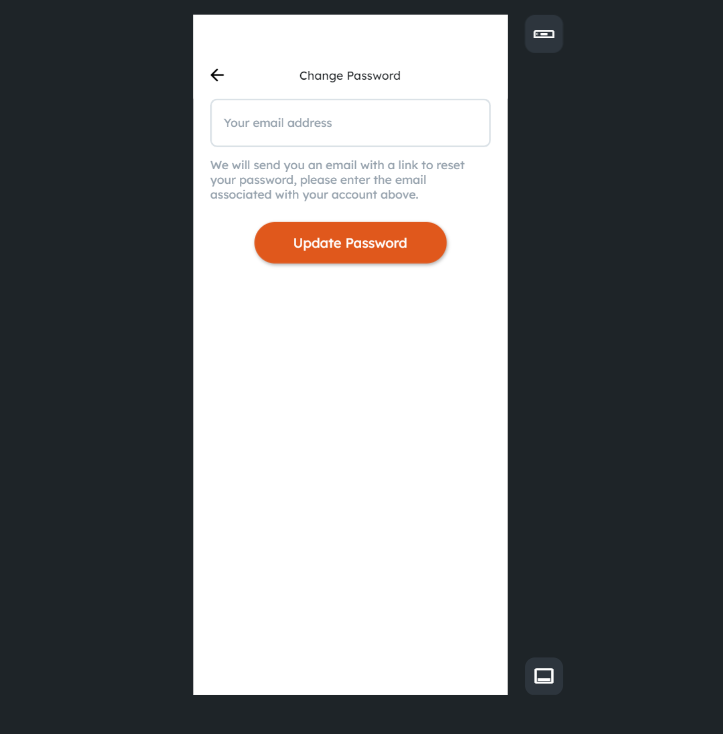 Change Password
Your email address
We will send you an email with a link to reset
your password, please enter the email
associated with your account above.
Update Password